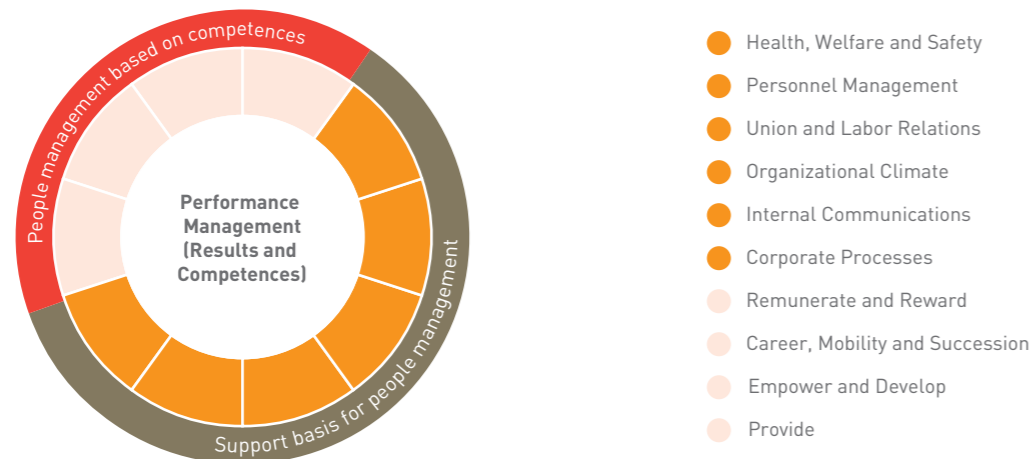 People management based on competences
Performance
Management
(Results and
Competences)
Support basis for people management
Health, Welfare and Safety
Personnel Management
Union and Labor Relations
Organizational Climate
Internal Communications
Corporate Processes
Remunerate and Reward
Career, Mobility and Succession
Empower and Develop
Provide